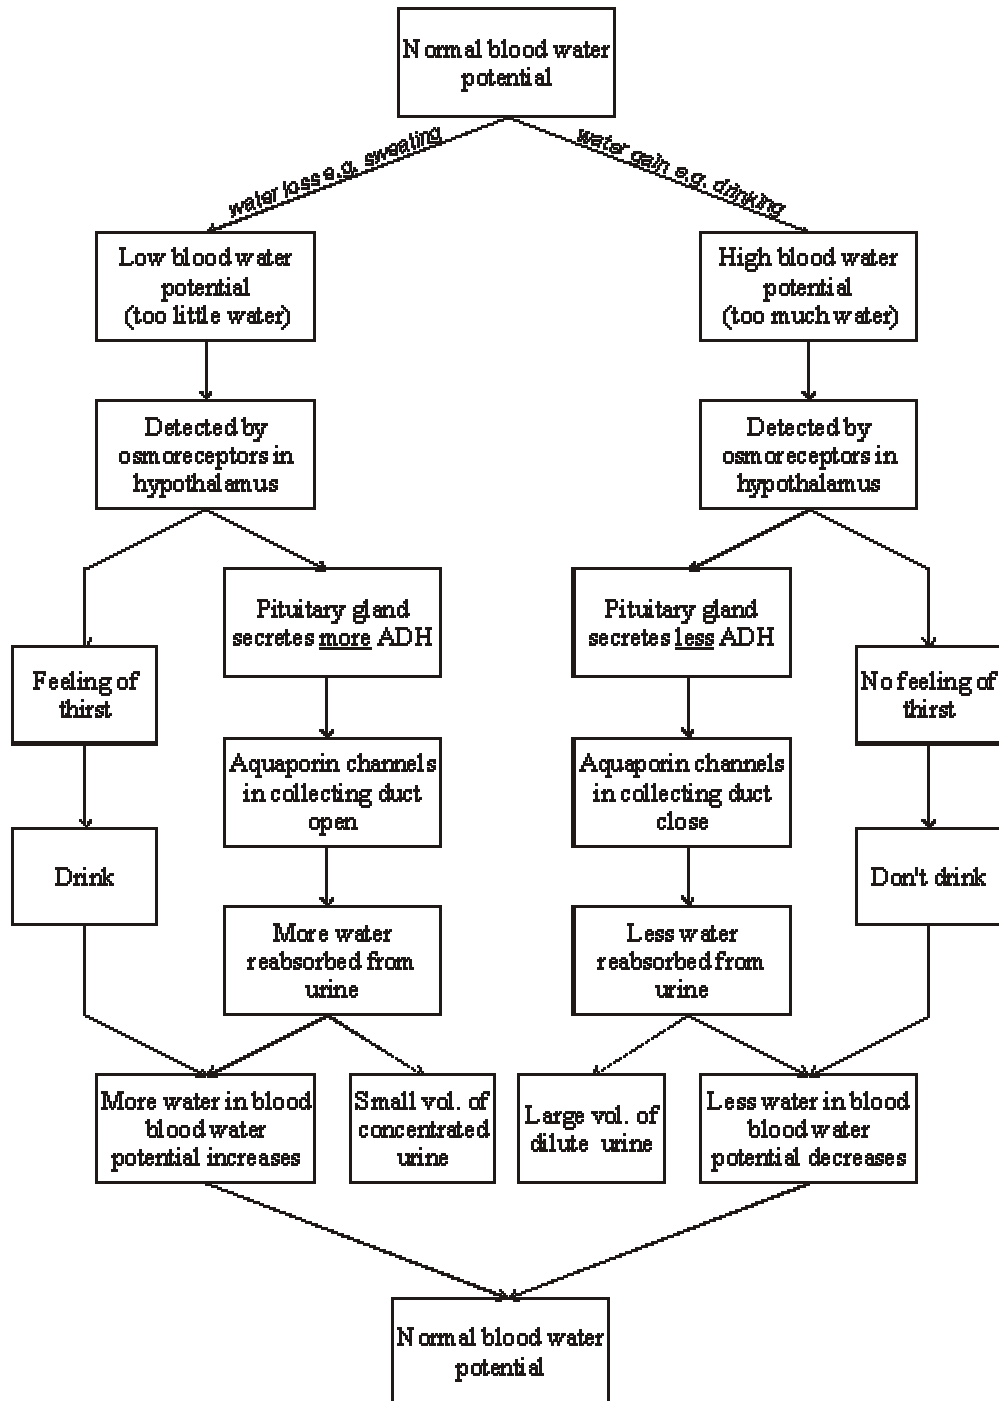 Normal blood water
potential
water loss e.g. sweating
water gain e.g. drinking
Low blood water
potential
(too little water)
High blood water
potential
(too much water)
Detected by
osmoreceptors in
hypothalamus
Detected by
osmoreceptors in
hypothalamus
Feeling of
thirst
Pituitary gland
secretes more ADH
Pituitary gland
secretes less ADH
No feeling of
thirst
Drink
Aquaporin channels
in collecting duct
open
Aquaporin channels
in collecting duct
close
Don't drink
More water
reabsorbed from
urine
Less water
reabsorbed from
urine
More water in blood
blood water
potential increases
Small vol. of
concentrated
urine
Large vol. of
dilute urine
Less water in blood
blood water
potential decreases
Normal blood water
potential